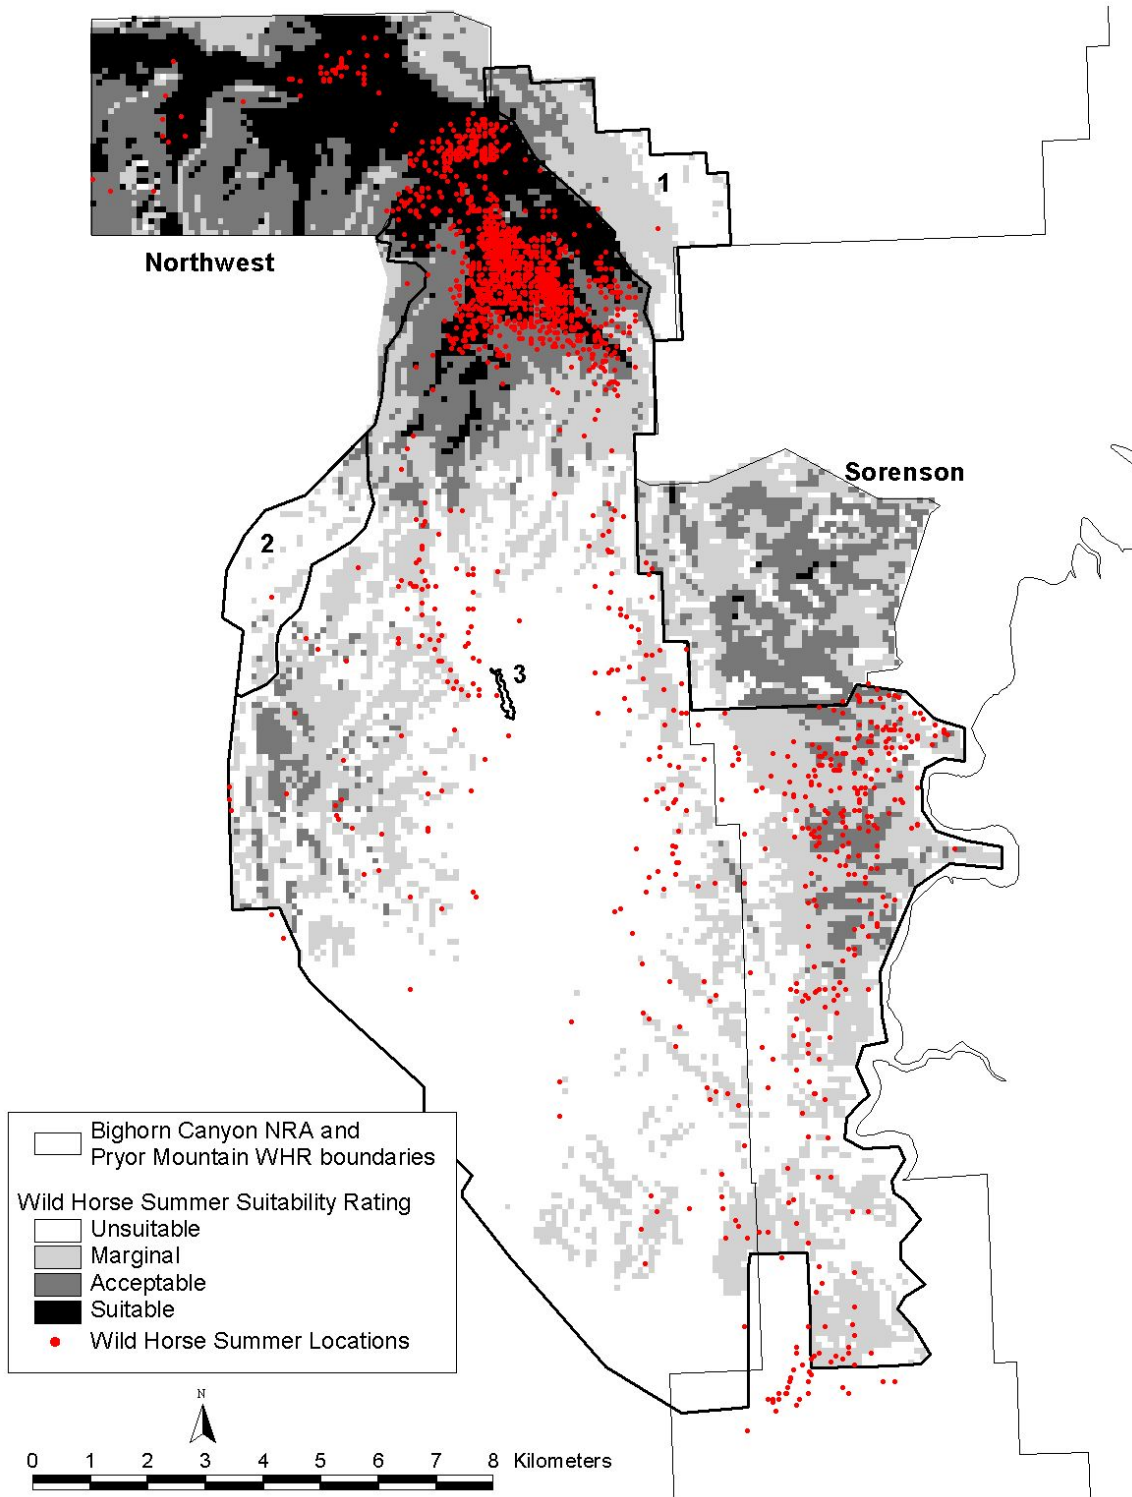 1
Northwest
Sorenson
2
3
Bighorn Canyon NRA and
Pryor Mountain WHR boundaries
Wild Horse Summer Suitability Rating
Unsuitable
Marginal
Acceptable
Suitable
Wild Horse Summer Locations
N
0 1 2 3 4 5 6 7 8 Kilometers